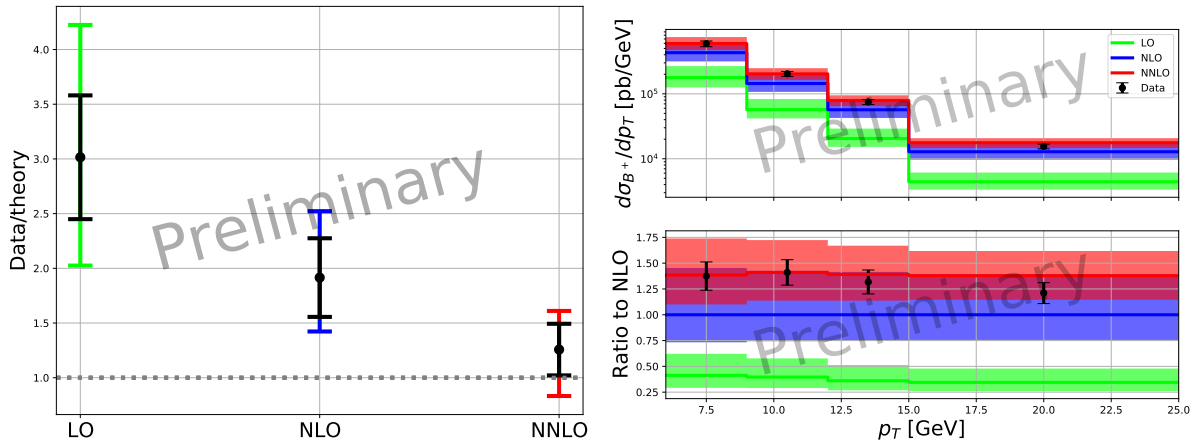 Data/theory
4.0
3.5
3.0
2.5
2.0
1.5
1.0
LO
NLO
NNLO
Preliminary
dσ_{B^+}/dp_T [pb/GeV]
10^5
10^4
LO
NLO
NNLO
Data
Preliminary
Ratio to NLO
1.75
1.50
1.25
1.00
0.75
0.50
0.25
Preliminary
7.5
10.0
12.5
15.0
17.5
20.0
22.5
25.0
p_T [GeV]